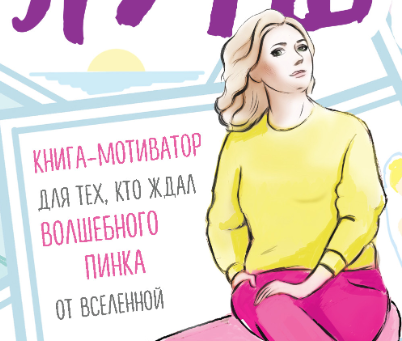 КНИГА-МОТИВАТОР
ДЛЯ ТЕХ, КТО ЖДАЛ
ВОЛШЕБНОГО
ПИНКА
ОТ ВСЕЛЕННОЙ